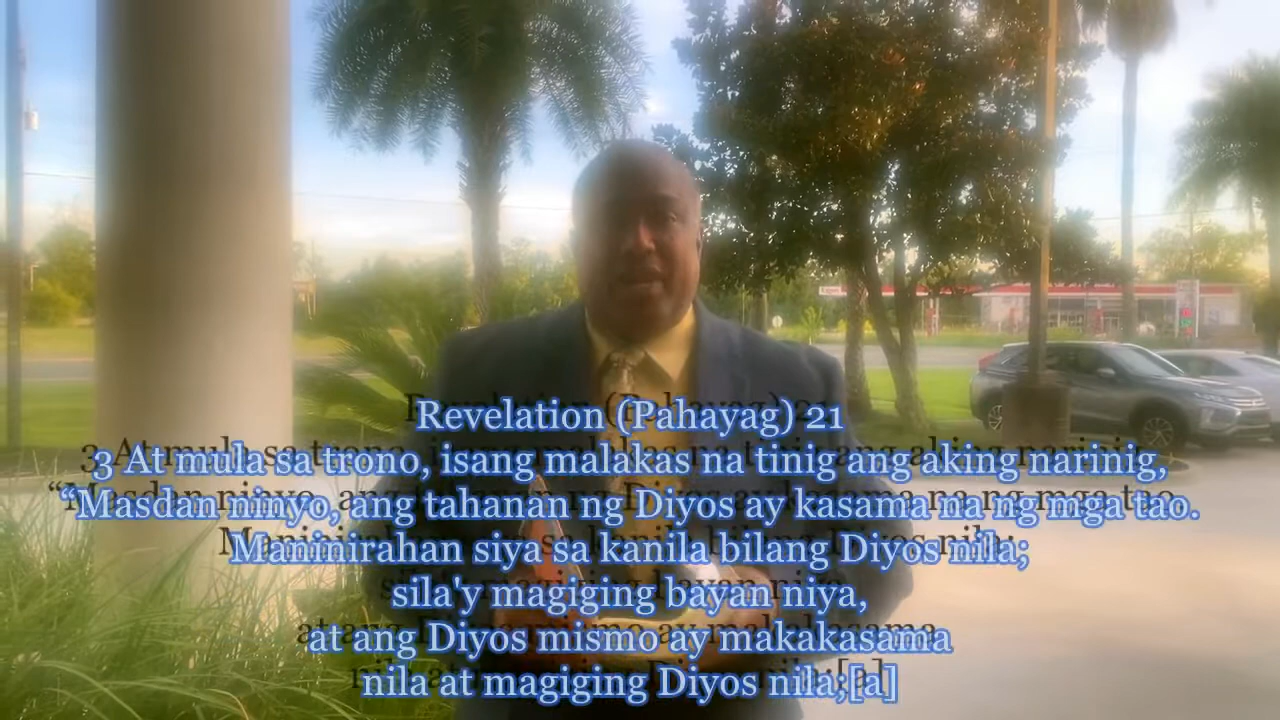 Revelation (Pahayag) 21
3 At mula sa trono, isang malakas na tinig ang aking narinig,
“Masdan ninyo, ang tahanan ng Diyos ay kasama na ng mga tao.
Maninirahan siya sa kanila bilang Diyos nila;
sila'y magiging bayan niya,
at ang Diyos mismo ay makakasama
nila at magiging Diyos nila;[a]